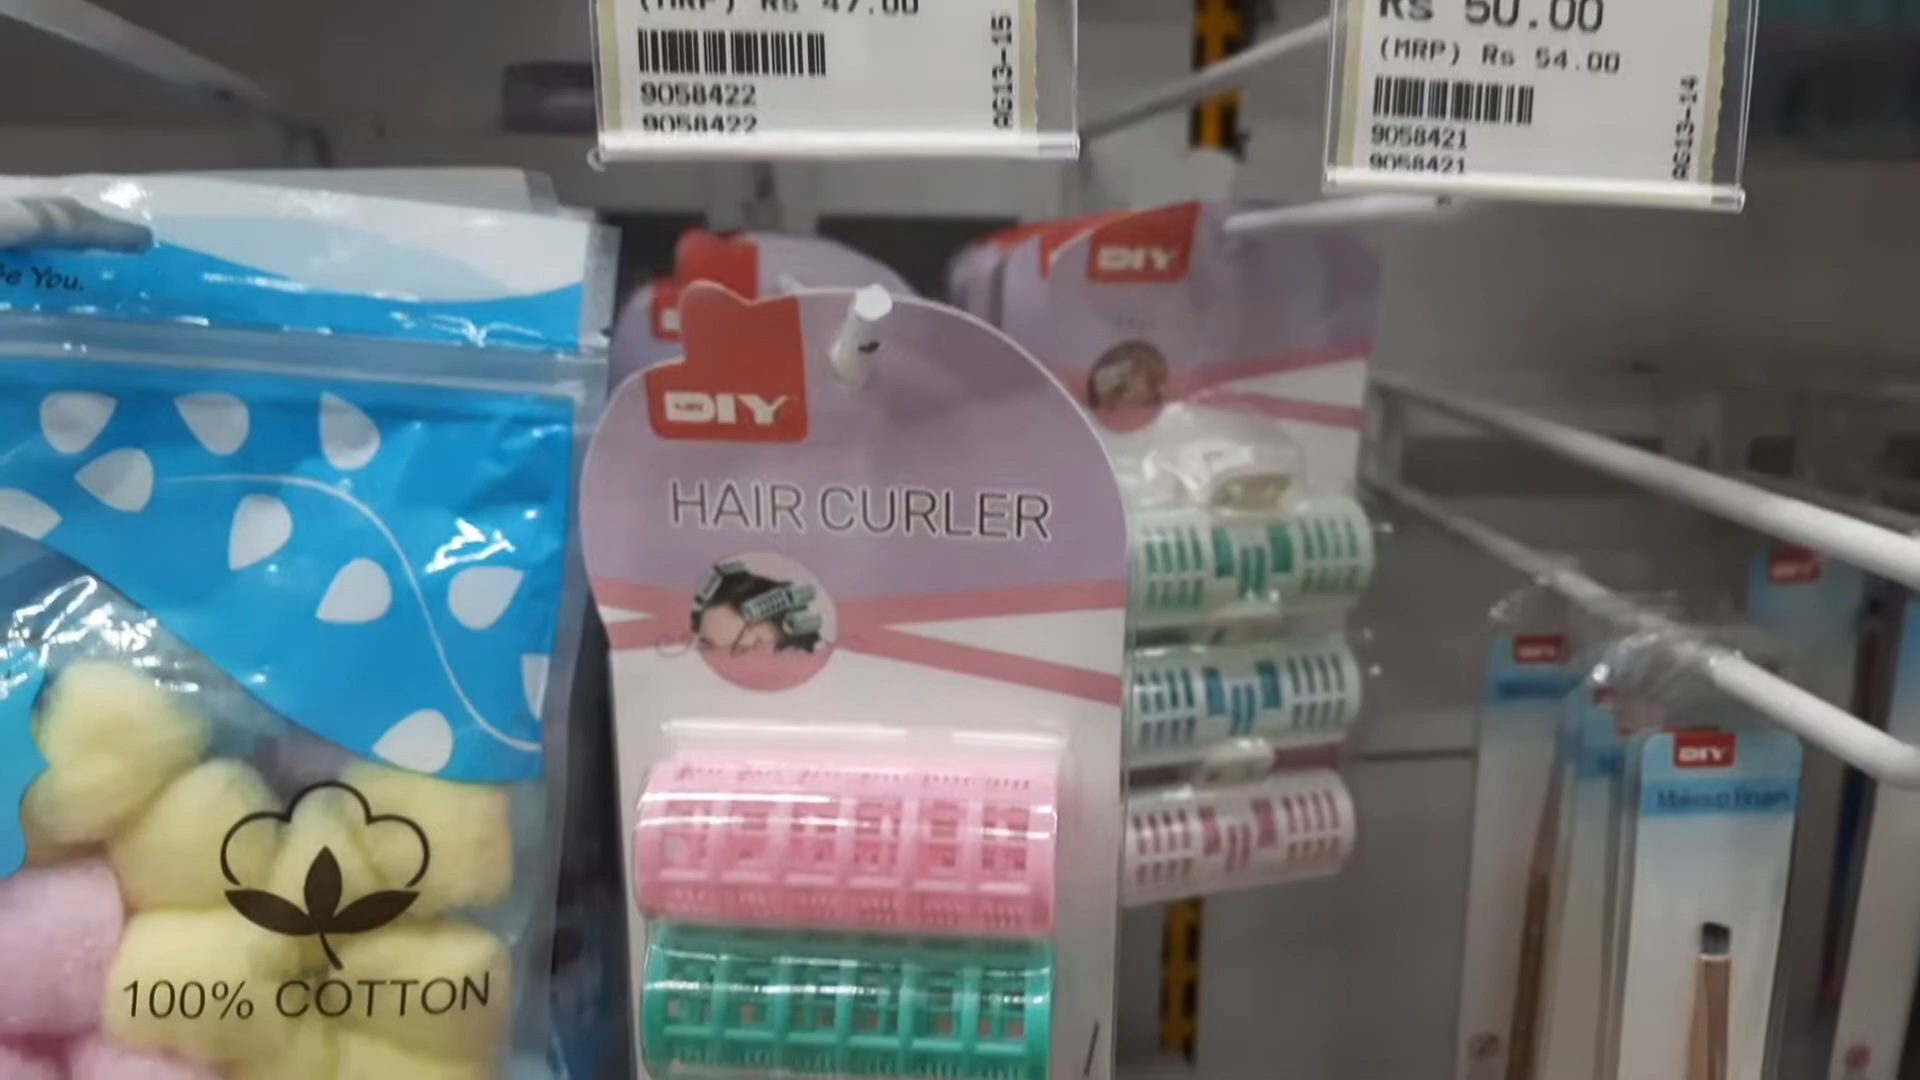 (MRP) Rs 47.00
9058422
9058422
AG13-15
Rs 50.00
(MRP) Rs 54.00
9058421
9058421
AG13-14
You.
DIY
DIY
HAIR CURLER
100% COTTON
DIY
DIY